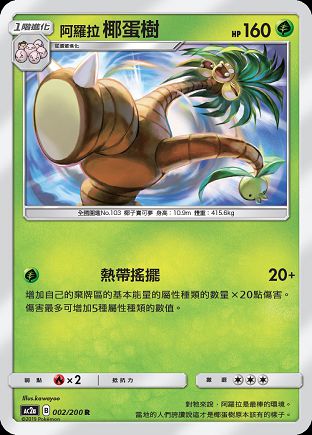 1階進化
阿羅拉 椰蛋樹
HP 160
全國圖鑑No.103 椰子寶可夢 身高：10.9m 體重：415.6kg
熱帶搖擺 20+
增加自己的棄牌區的基本能量的屬性種類的數量×20點傷害。
傷害最多可增加5種屬性種類的數值。
弱點 ×2 抵抗力 撤退
Illus.kawayoo
對牠來說，阿羅拉是最棒的環境。
AC2a B 002/200 R
當地的人們誇讚說這才是椰蛋樹原本該有的樣子。
©2019 Pokémon